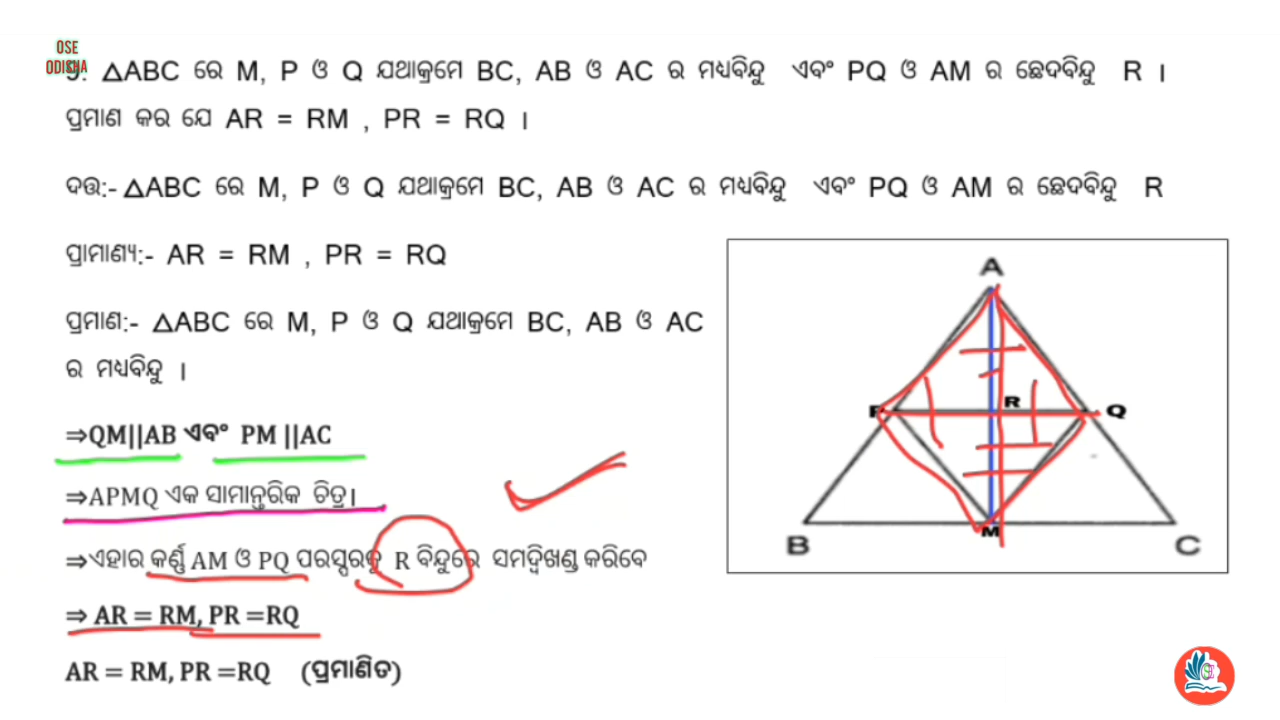 OSE
ODISHA
△ABC ରେ M, P ଓ Q ଯଥାକ୍ରମେ BC, AB ଓ AC ର ମଧ୍ୟବିନ୍ଦୁ ଏବଂ PQ ଓ AM ର ଛେଦବିନ୍ଦୁ R ।
ପ୍ରମାଣ କର ଯେ AR = RM , PR = RQ ।
ଦତ୍ତ:- △ABC ରେ M, P ଓ Q ଯଥାକ୍ରମେ BC, AB ଓ AC ର ମଧ୍ୟବିନ୍ଦୁ ଏବଂ PQ ଓ AM ର ଛେଦବିନ୍ଦୁ R
ପ୍ରାମାଣ୍ୟ:- AR = RM , PR = RQ
ପ୍ରମାଣ:- △ABC ରେ M, P ଓ Q ଯଥାକ୍ରମେ BC, AB ଓ AC
ର ମଧ୍ୟବିନ୍ଦୁ ।
⇒QM||AB ଏବଂ PM ||AC
⇒APMQ ଏକ ସାମାନ୍ତରିକ ଚିତ୍ର।
⇒ଏହାର କର୍ଣ୍ଣ AM ଓ PQ ପରସ୍ପରକୁ R ବିନ୍ଦୁରେ ସମଦ୍ୱିଖଣ୍ଡ କରିବେ
⇒ AR = RM, PR =RQ
AR = RM, PR =RQ (ପ୍ରମାଣିତ)
A
P
R
Q
B
M
C